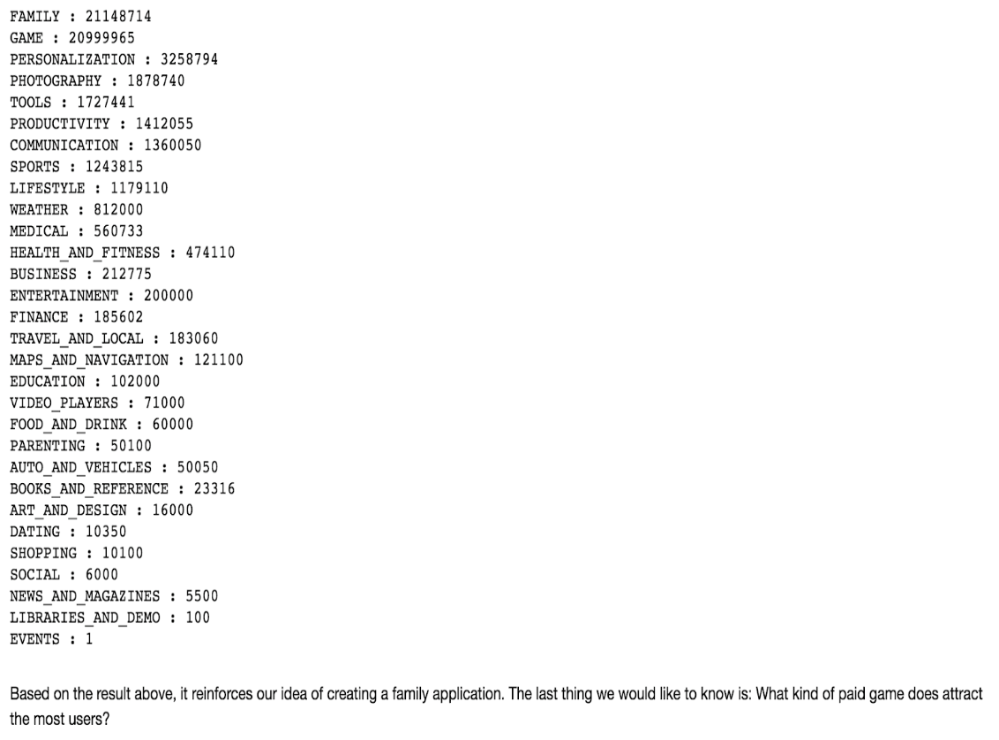 FAMILY : 21148714
GAME : 20999965
PERSONALIZATION : 3258794
PHOTOGRAPHY : 1878740
TOOLS : 1727441
PRODUCTIVITY : 1412055
COMMUNICATION : 1360050
SPORTS : 1243815
LIFESTYLE : 1179110
WEATHER : 812000
MEDICAL : 560733
HEALTH_AND_FITNESS : 474110
BUSINESS : 212775
ENTERTAINMENT : 200000
FINANCE : 185602
TRAVEL_AND_LOCAL : 183060
MAPS_AND_NAVIGATION : 121100
EDUCATION : 102000
VIDEO_PLAYERS : 71000
FOOD_AND_DRINK : 60000
PARENTING : 50100
AUTO_AND_VEHICLES : 50050
BOOKS_AND_REFERENCE : 23316
ART_AND_DESIGN : 16000
DATING : 10350
SHOPPING : 10100
SOCIAL : 6000
NEWS_AND_MAGAZINES : 5500
LIBRARIES_AND_DEMO : 100
EVENTS : 1
Based on the result above, it reinforces our idea of creating a family application. The last thing we would like to know is: What kind of paid game does attract
the most users?